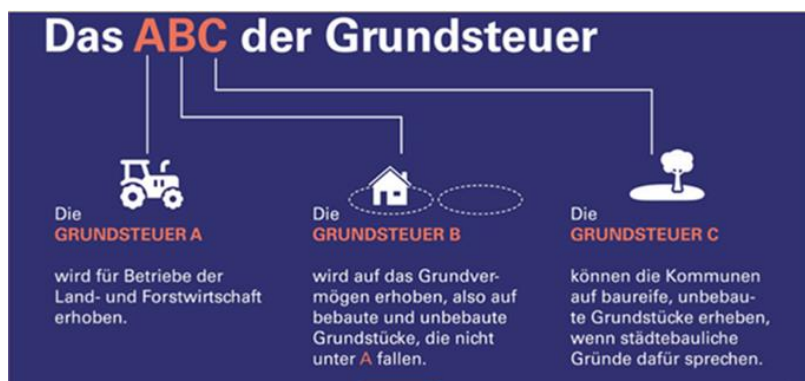 Das ABC der Grundsteuer
Die
GRUNDSTEUER A
wird für Betriebe der
Land- und Forstwirtschaft
erhoben.
Die
GRUNDSTEUER B
wird auf das Grundver-
mögen erhoben, also auf
bebaute und unbebaute
Grundstücke, die nicht
unter A fallen.
Die
GRUNDSTEUER C
können die Kommunen
auf baureife, unbebau-
te Grundstücke erheben,
wenn städtebauliche
Gründe dafür sprechen.